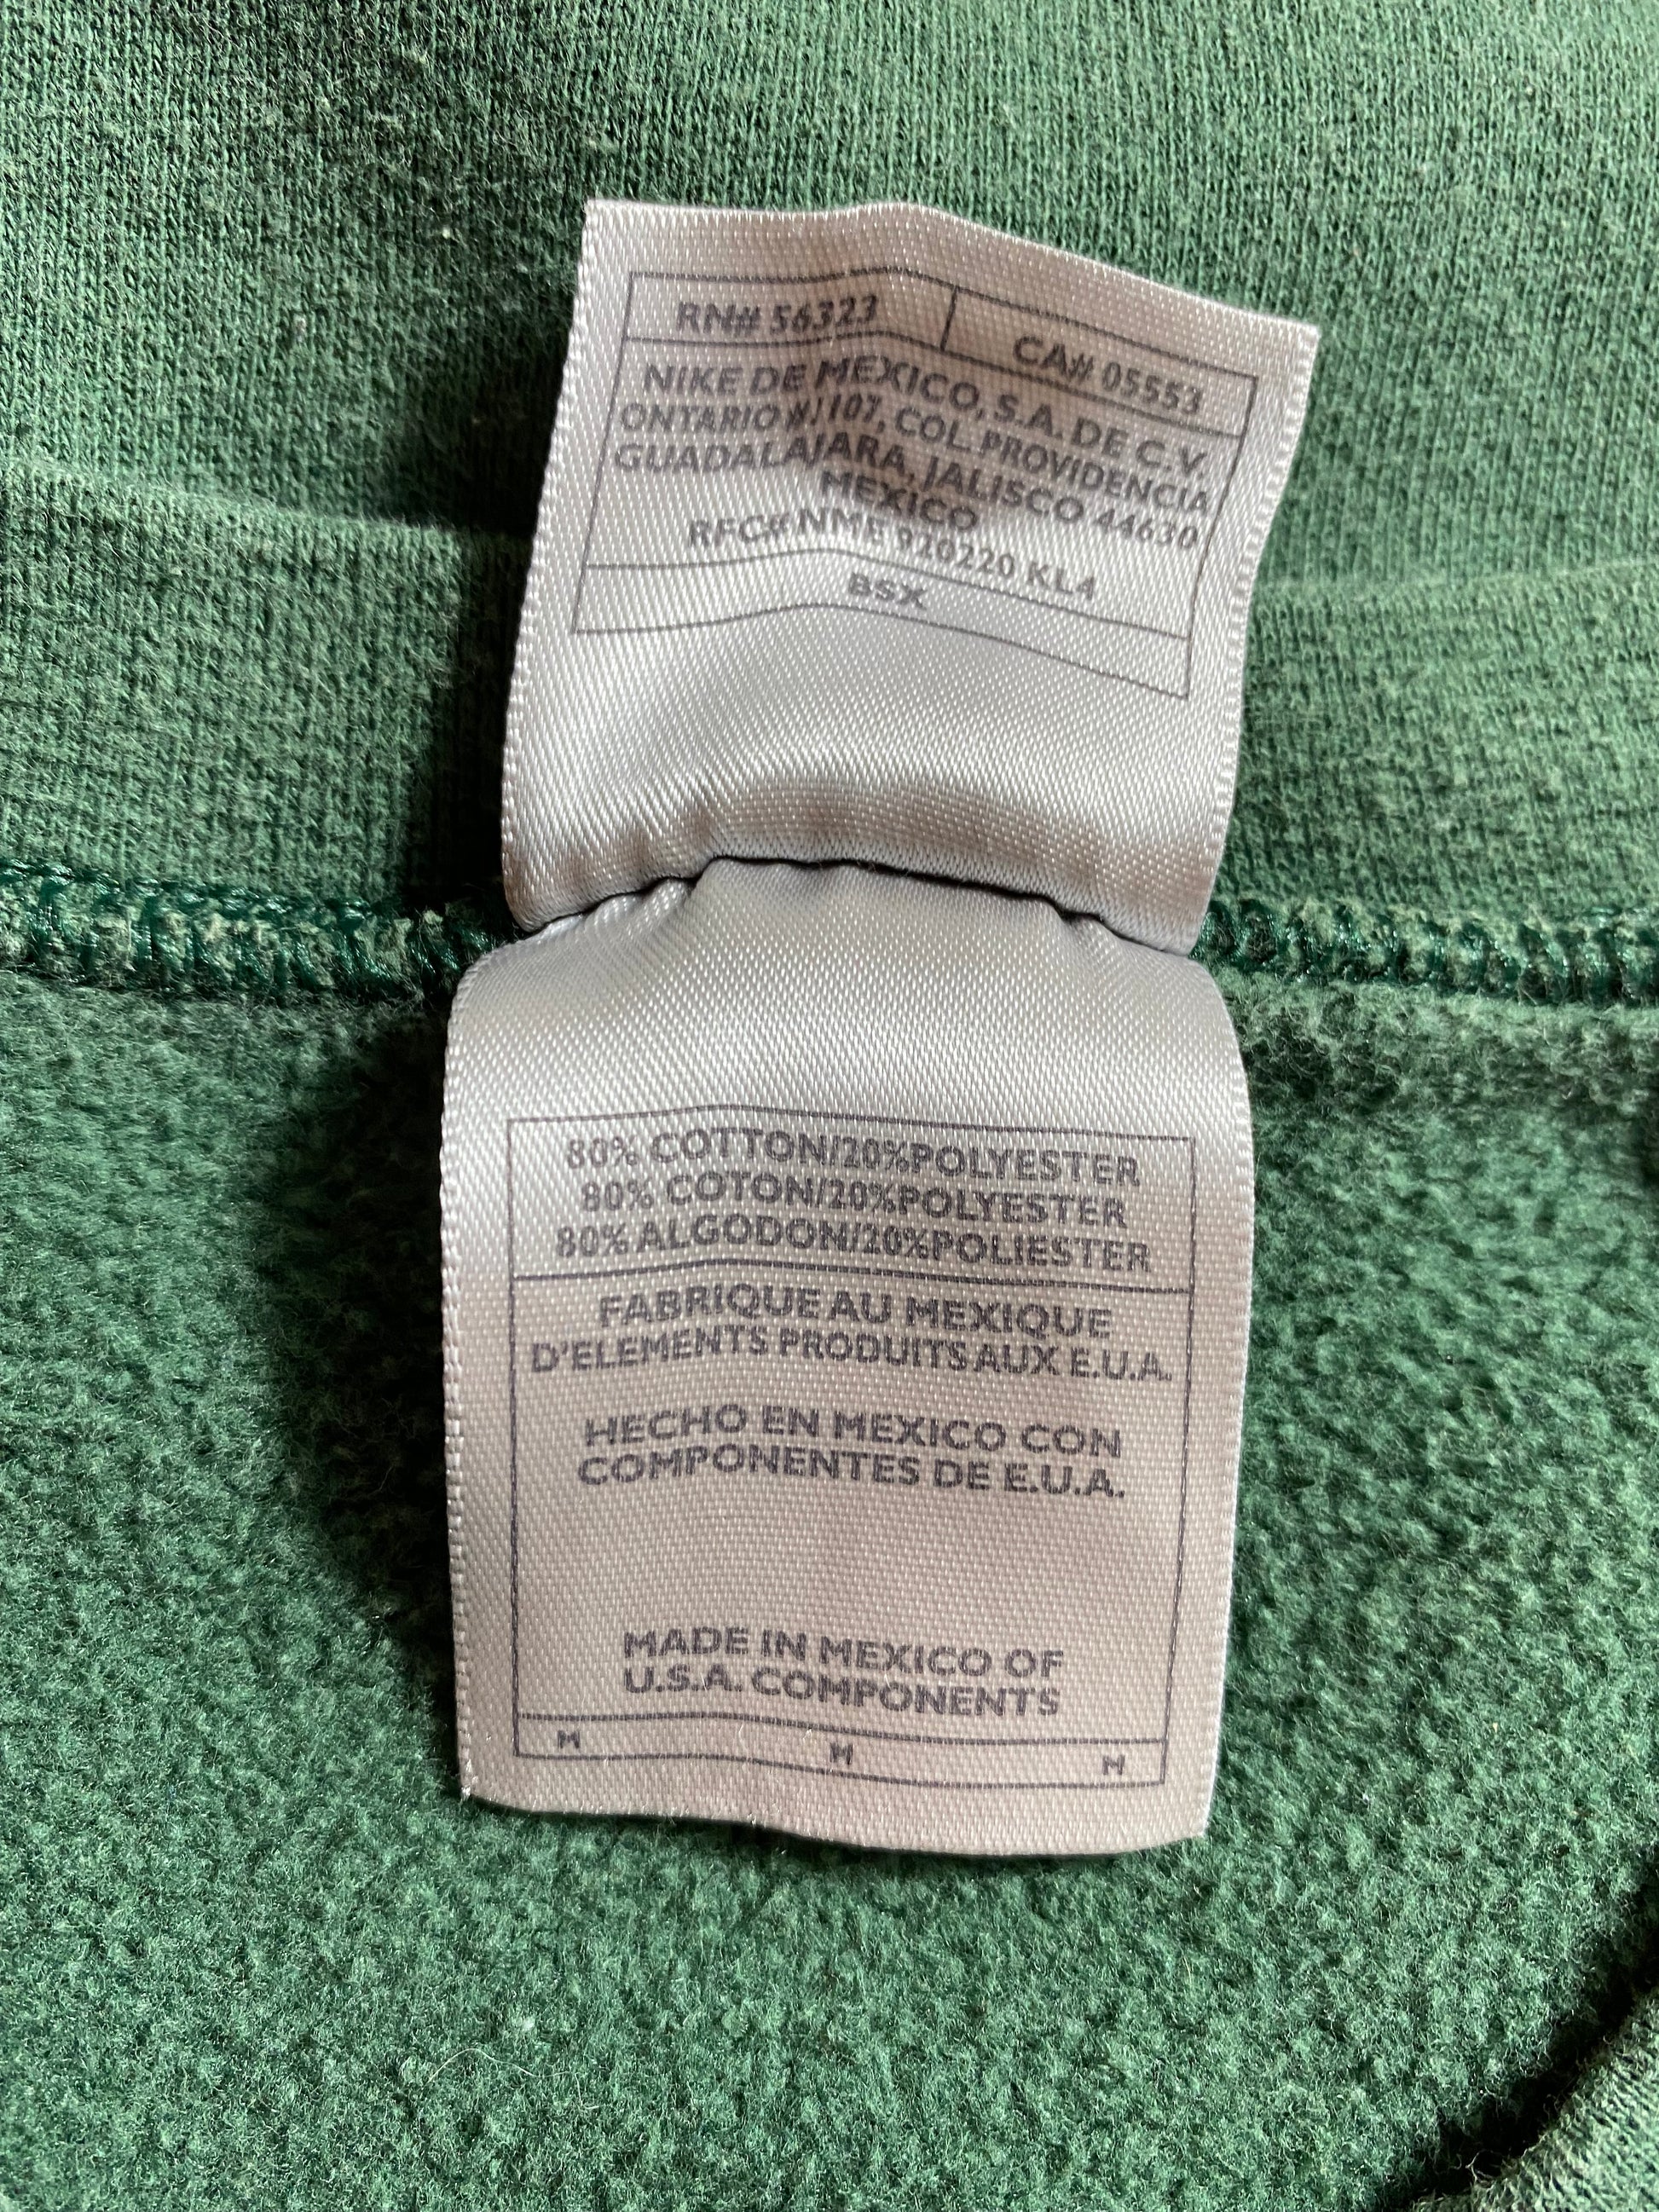 RN# 56323
CA# 05553
NIKE DE MEXICO, S.A. DE C.V.
ONTARIO #1107, COL. PROVIDENCIA
GUADALAJARA, JALISCO 44630
MEXICO
RFC# NME 920220 KL4
BSX
80% COTTON/20%POLYESTER
80% COTON/20%POLYESTER
80% ALGODON/20%POLIESTER
FABRIQUE AU MEXIQUE
D'ELEMENTS PRODUITS AUX E.U.A.
HECHO EN MEXICO CON
COMPONENTES DE E.U.A.
MADE IN MEXICO OF
U.S.A. COMPONENTS
M M M